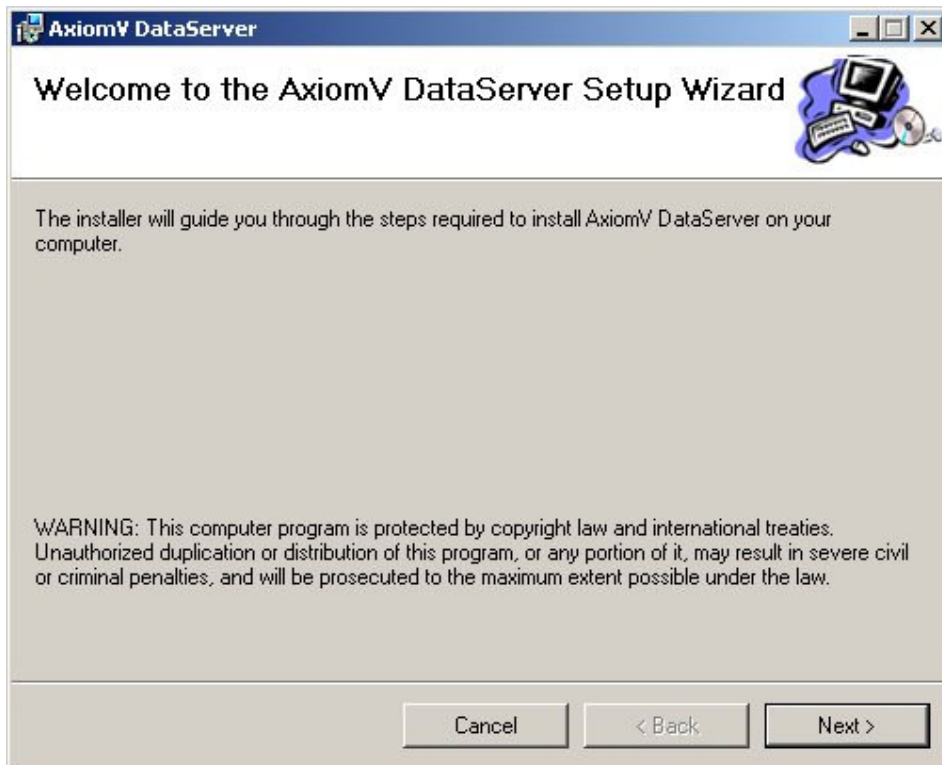 AxiomV DataServer
Welcome to the AxiomV DataServer Setup Wizard
The installer will guide you through the steps required to install AxiomV DataServer on your
computer.
WARNING: This computer program is protected by copyright law and international treaties.
Unauthorized duplication or distribution of this program, or any portion of it, may result in severe civil
or criminal penalties, and will be prosecuted to the maximum extent possible under the law.
Cancel
< Back
Next >